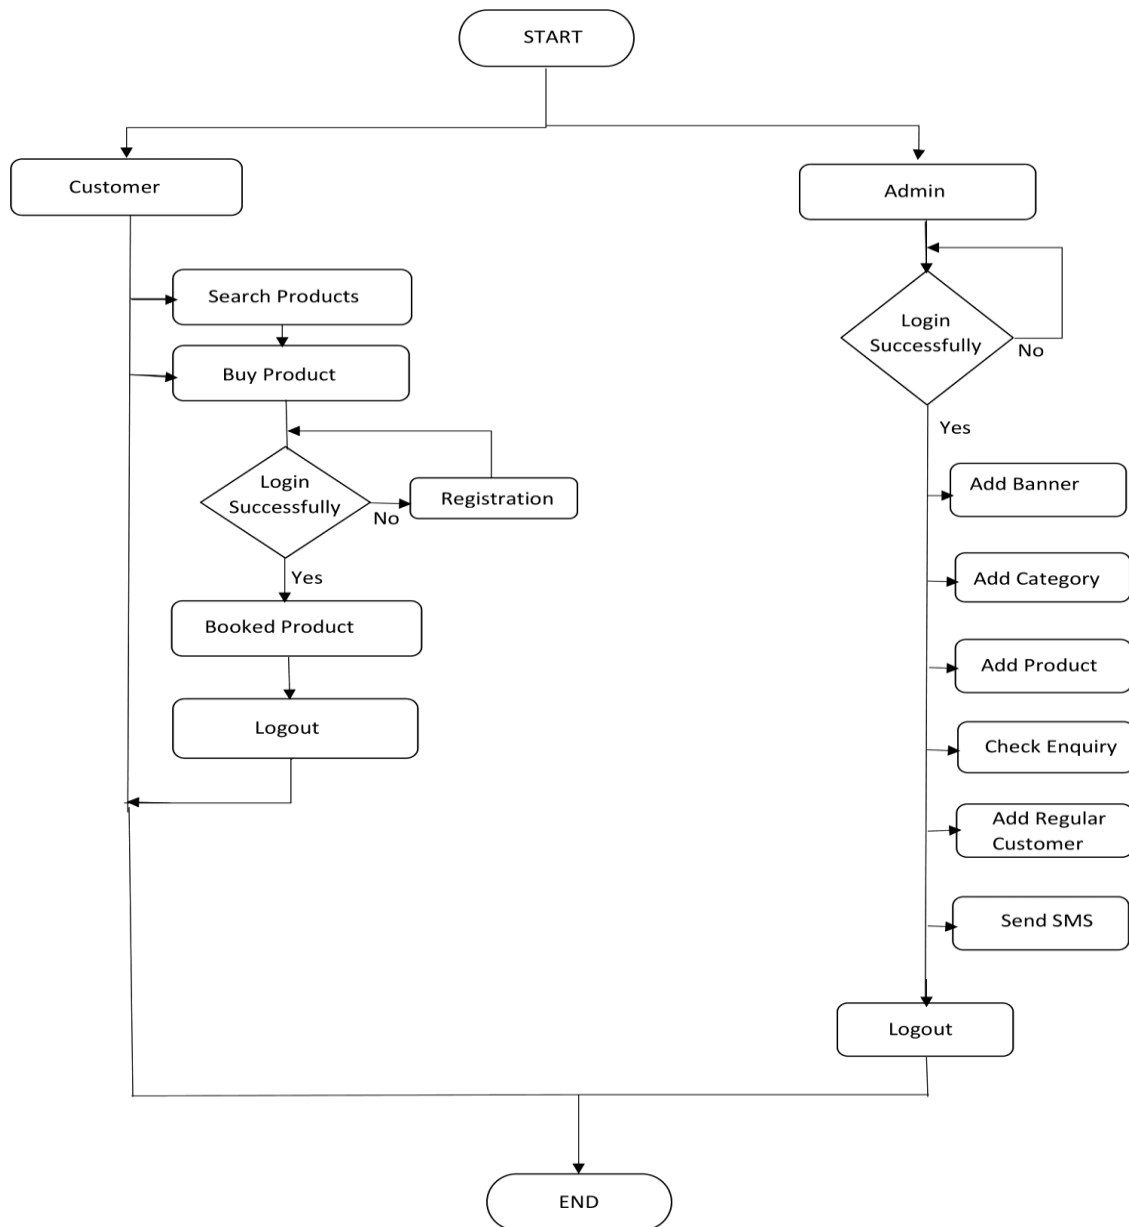 START
Customer
Admin
Search Products
Buy Product
Login
Successfully
No
Registration
Yes
Booked Product
Logout
Login
Successfully
No
Yes
Add Banner
Add Category
Add Product
Check Enquiry
Add Regular
Customer
Send SMS
Logout
END